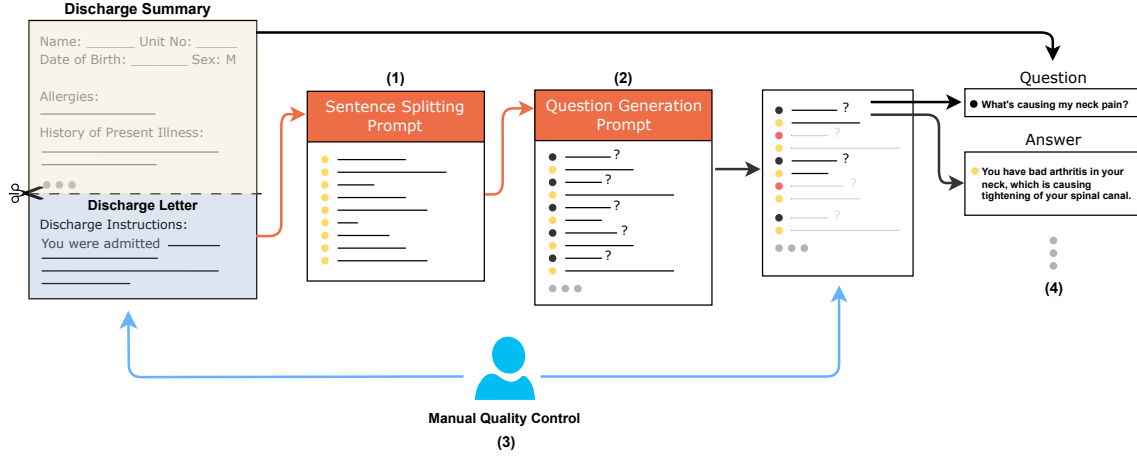 Discharge Summary
Name: ______ Unit No: _____
Date of Birth: _______ Sex: M
Allergies:
History of Present Illness:
Discharge Letter
Discharge Instructions:
You were admitted
(1)
Sentence Splitting
Prompt
(2)
Question Generation
Prompt
?
?
?
?
?
?
?
?
?
?
Question
What's causing my neck pain?
Answer
You have bad arthritis in your
neck, which is causing
tightening of your spinal canal.
(4)
Manual Quality Control
(3)